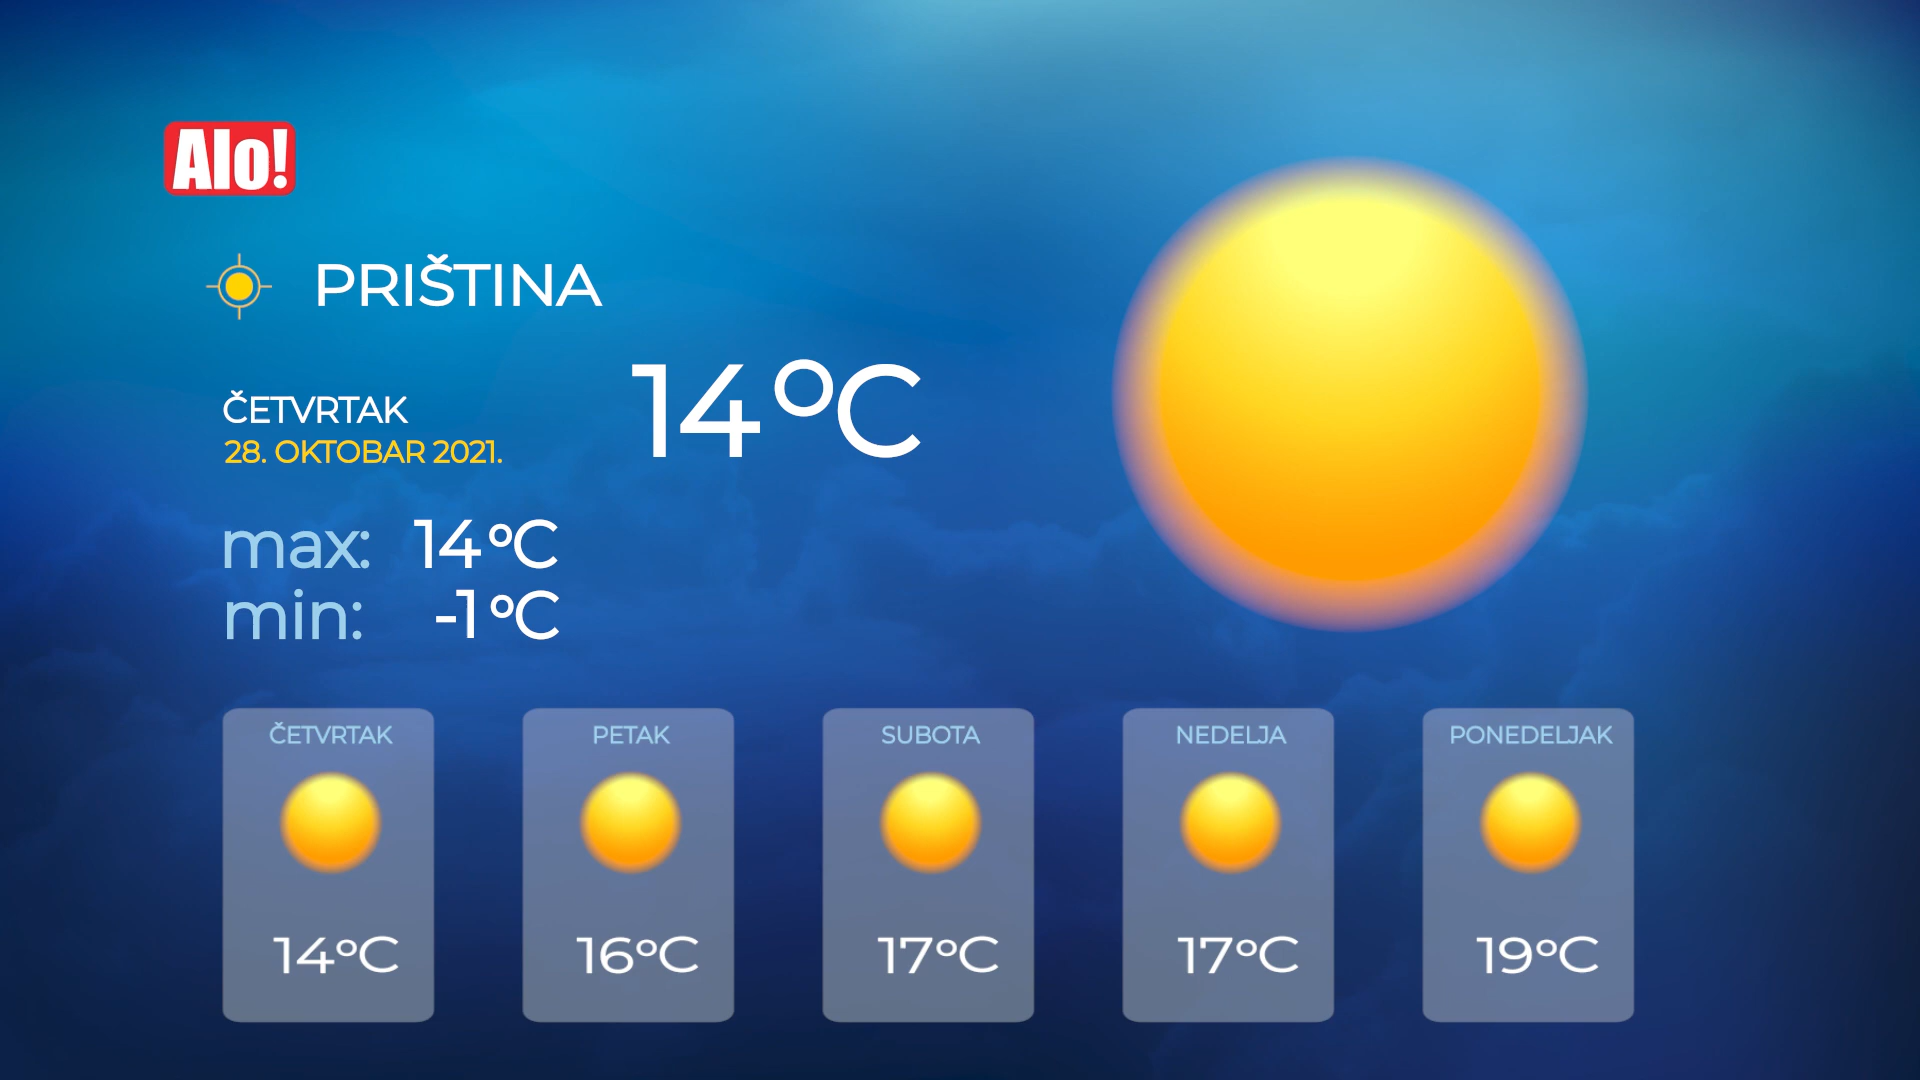 Alo!
PRIŠTINA
ČETVRTAK
28. OKTOBAR 2021.
14°C
max: 14°C
min: -1°C
ČETVRTAK
14°C
PETAK
16°C
SUBOTA
17°C
NEDELJA
17°C
PONEDELJAK
19°C